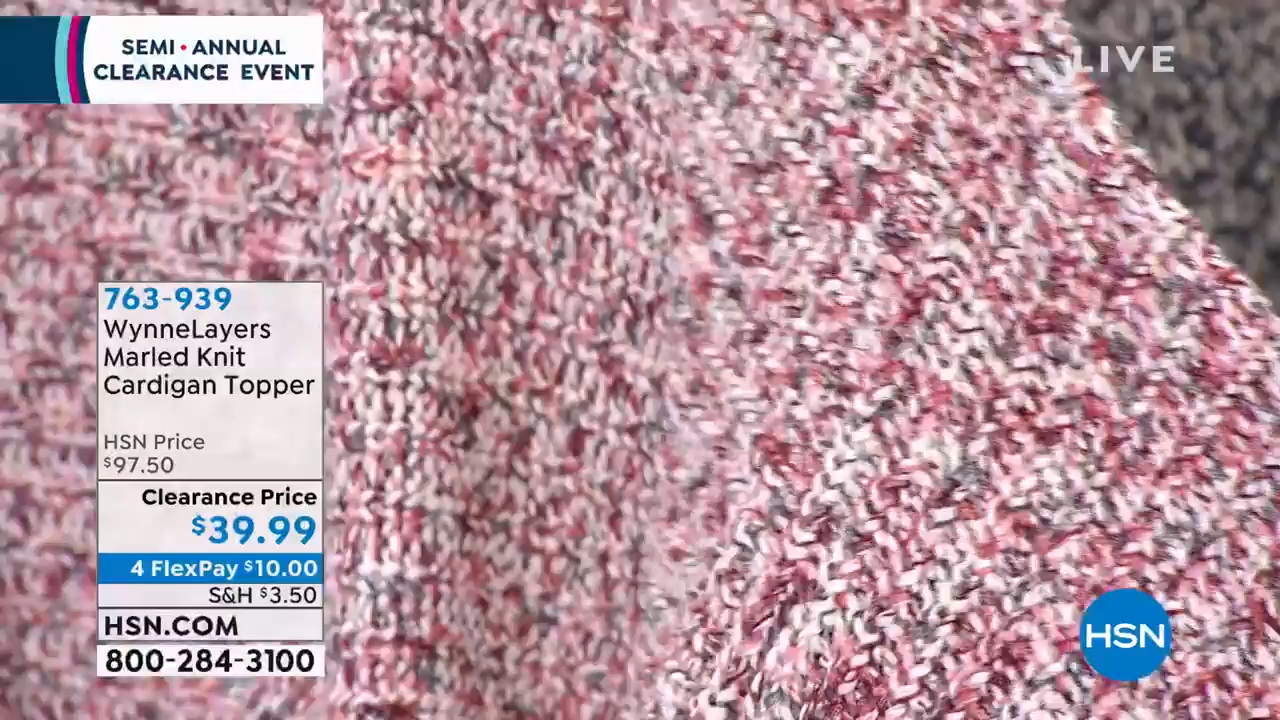 SEMI • ANNUAL
CLEARANCE EVENT
LIVE
763-939
WynneLayers
Marled Knit
Cardigan Topper
HSN Price
$97.50
Clearance Price
$39.99
4 FlexPay $10.00
S&H $3.50
HSN.COM
800-284-3100
HSN